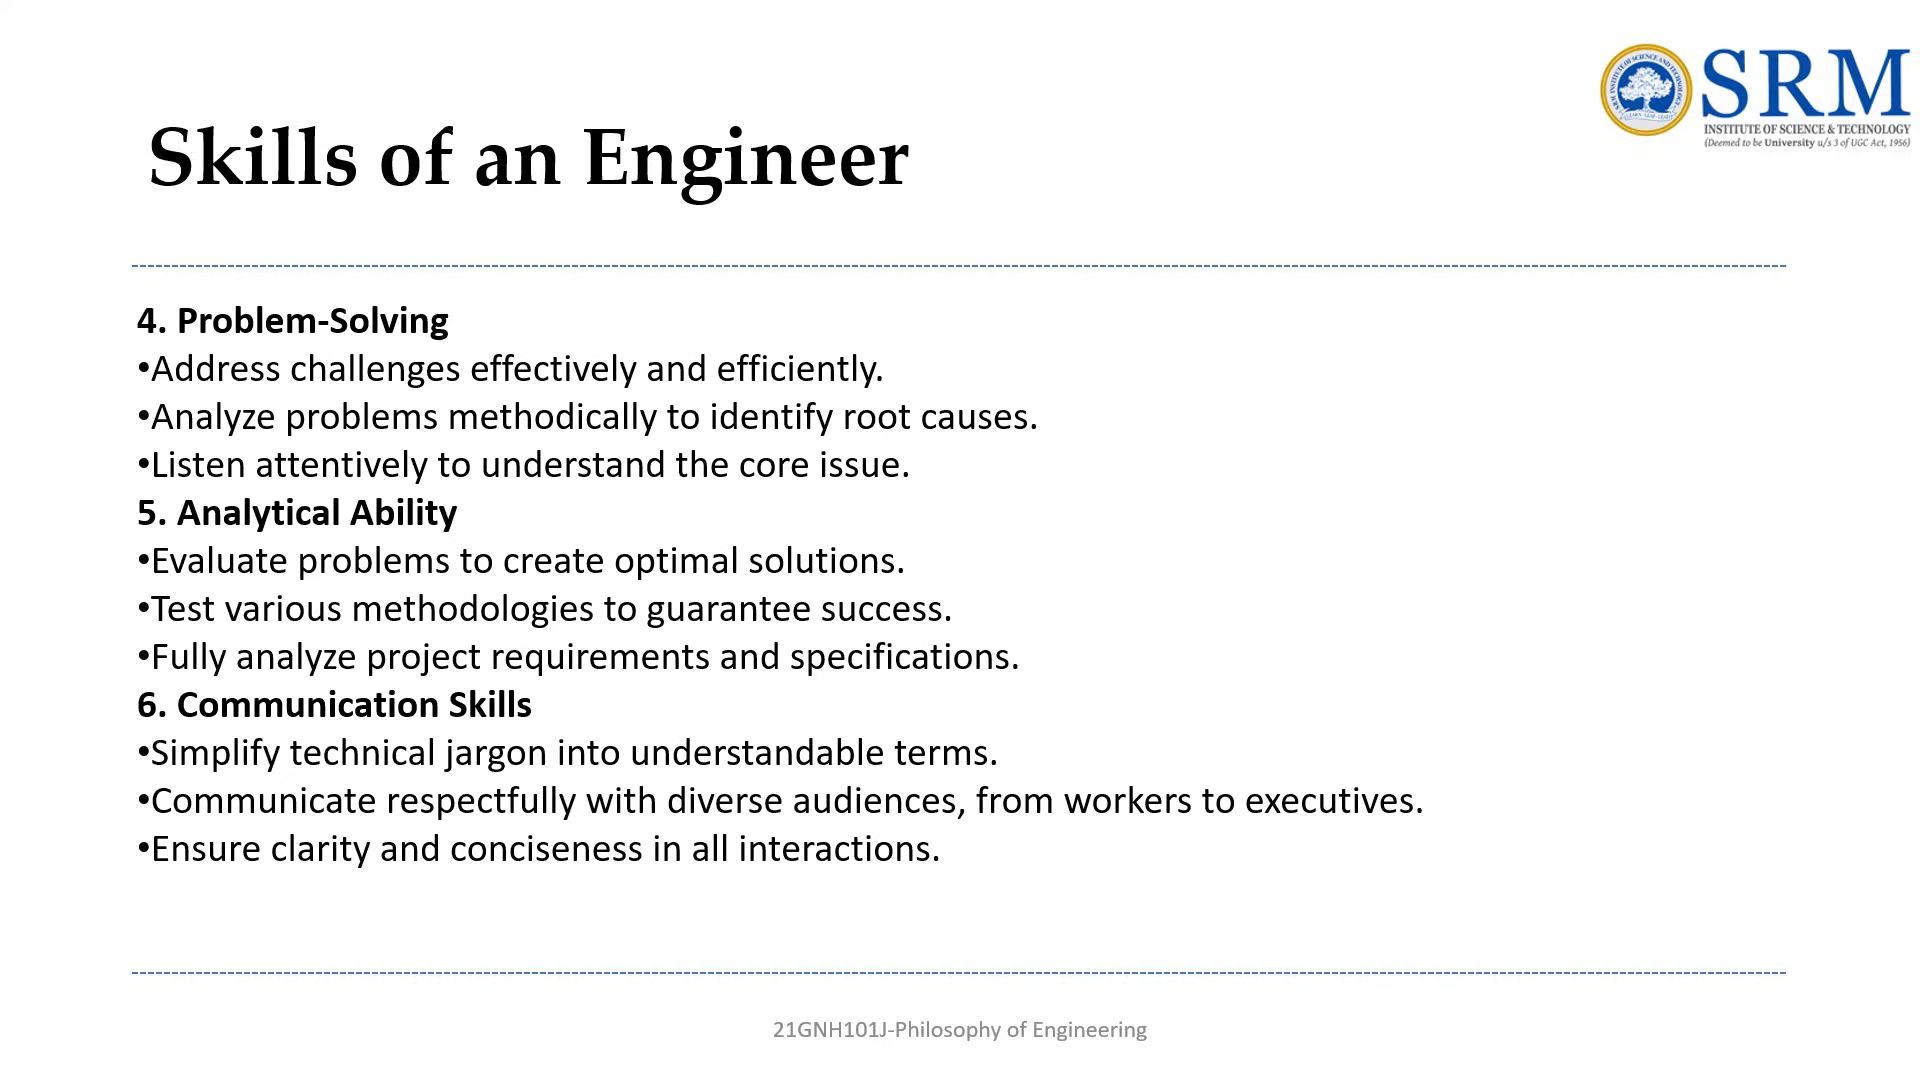 SRM
INSTITUTE OF SCIENCE & TECHNOLOGY
(Deemed to be University u/s 3 of UGC Act, 1956)
Skills of an Engineer
4. Problem-Solving
•Address challenges effectively and efficiently.
•Analyze problems methodically to identify root causes.
•Listen attentively to understand the core issue.
5. Analytical Ability
•Evaluate problems to create optimal solutions.
•Test various methodologies to guarantee success.
•Fully analyze project requirements and specifications.
6. Communication Skills
•Simplify technical jargon into understandable terms.
•Communicate respectfully with diverse audiences, from workers to executives.
•Ensure clarity and conciseness in all interactions.
21GNH101J-Philosophy of Engineering